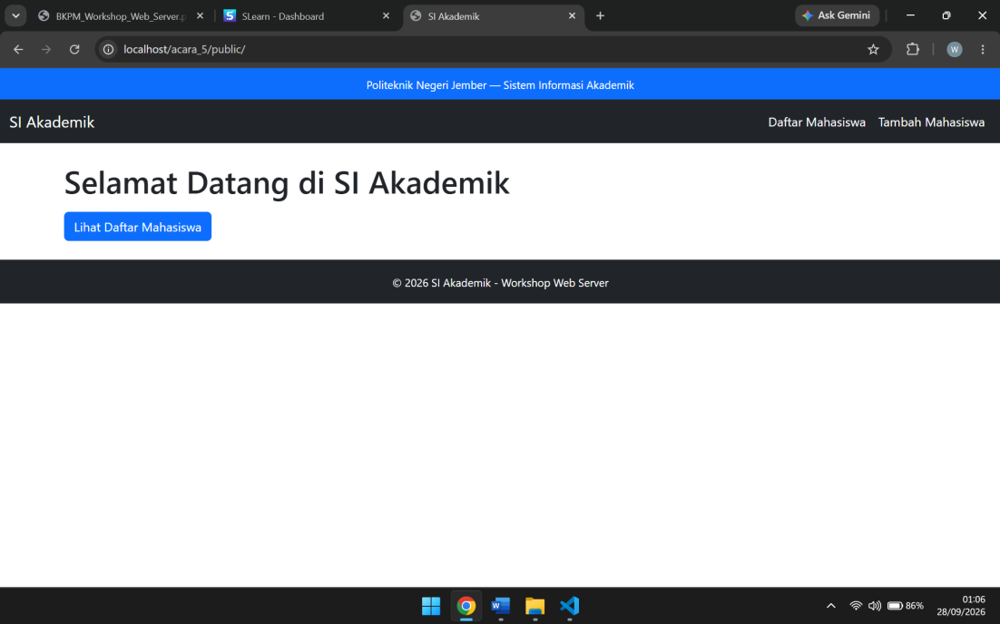 BKPM_Workshop_Web_Server.p
SLearn - Dashboard
SI Akademik
Ask Gemini
localhost/acara_5/public/
W
Politeknik Negeri Jember — Sistem Informasi Akademik
SI Akademik
Daftar Mahasiswa
Tambah Mahasiswa
Selamat Datang di SI Akademik
Lihat Daftar Mahasiswa
© 2026 SI Akademik - Workshop Web Server
86%
01:06
28/09/2026